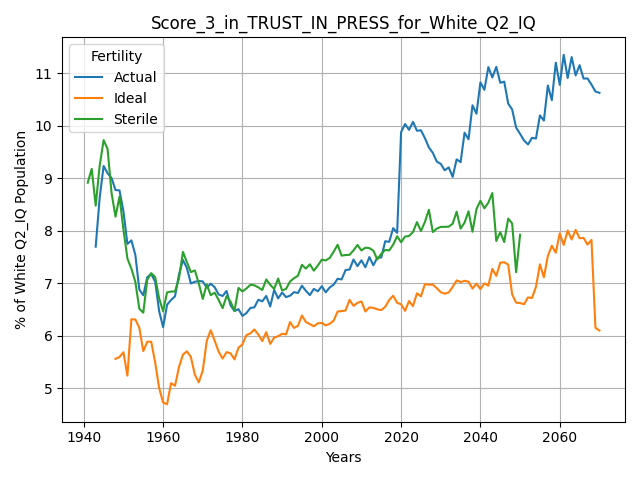 Score_3_in_TRUST_IN_PRESS_for_White_Q2_IQ
Fertility
Actual
Ideal
Sterile
% of White Q2_IQ Population
11
10
9
8
7
6
5
1940 1960 1980 2000 2020 2040 2060
Years